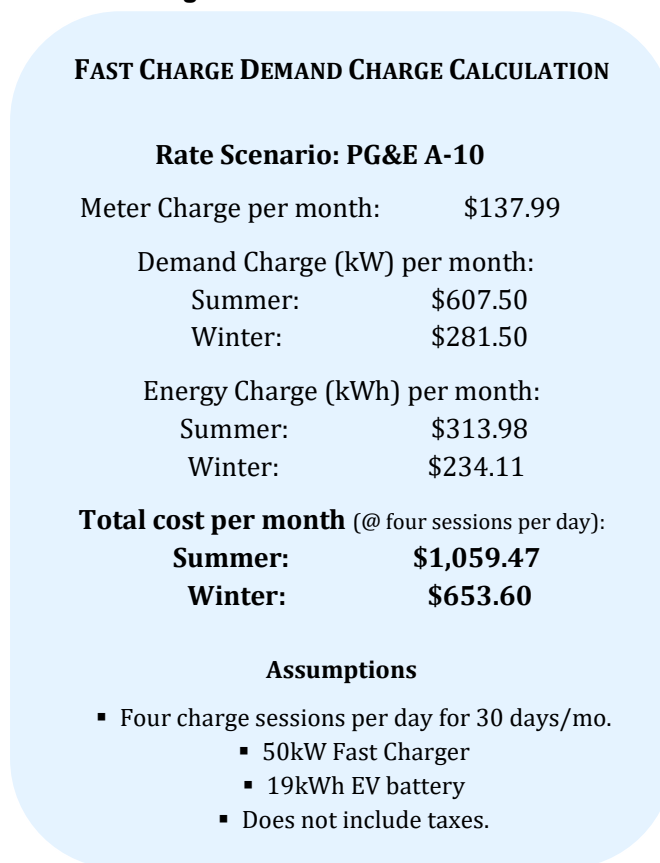 FAST CHARGE DEMAND CHARGE CALCULATION
Rate Scenario: PG&E A-10
Meter Charge per month: $137.99
Demand Charge (kW) per month:
Summer: $607.50
Winter: $281.50
Energy Charge (kWh) per month:
Summer: $313.98
Winter: $234.11
Total cost per month (@ four sessions per day):
Summer: $1,059.47
Winter: $653.60
Assumptions
▪ Four charge sessions per day for 30 days/mo.
▪ 50kW Fast Charger
▪ 19kWh EV battery
▪ Does not include taxes.